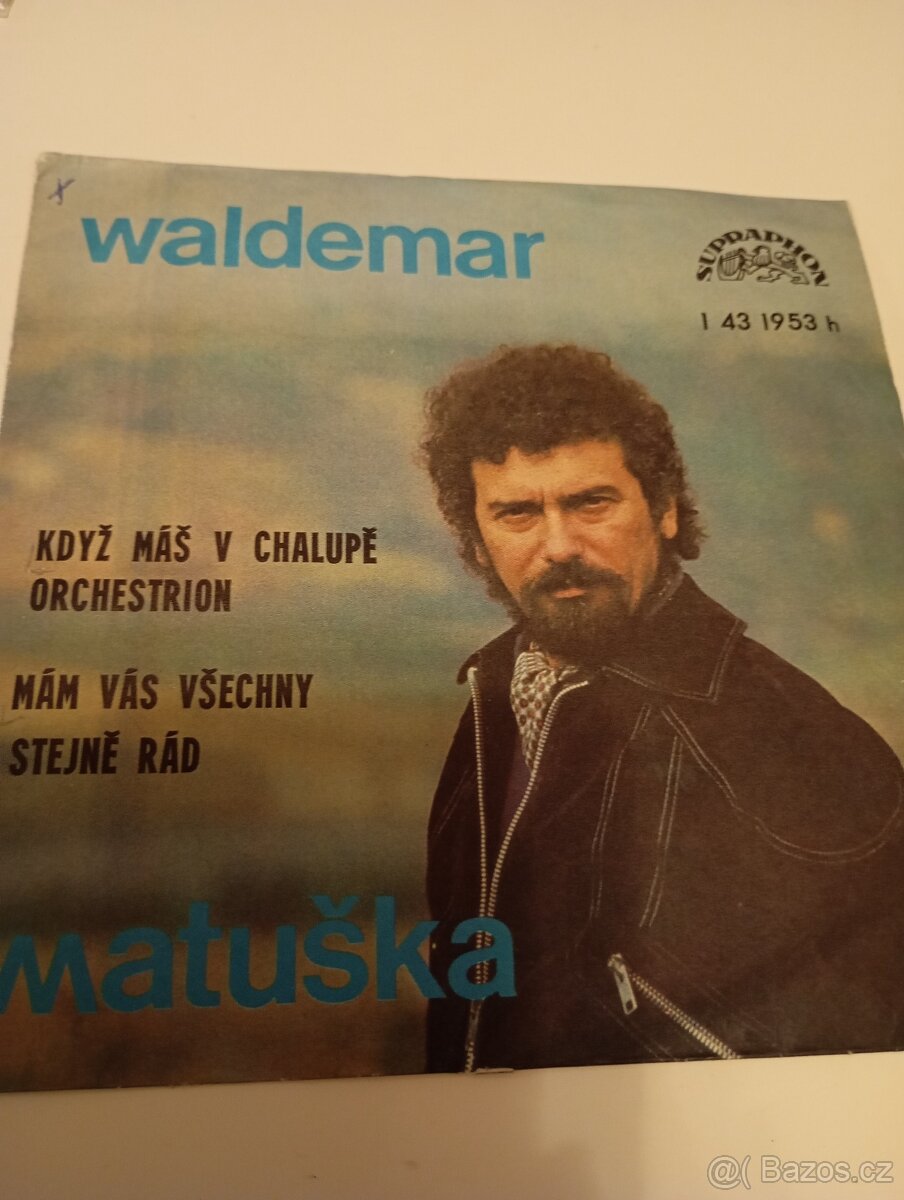 waldemar
SUPRAPHON
1 43 1953 h
KDYŽ MÁŠ V CHALUPĚ
ORCHESTRION
MÁM VÁS VŠECHNY
STEJNĚ RÁD
matuška
@( Bazos.cz